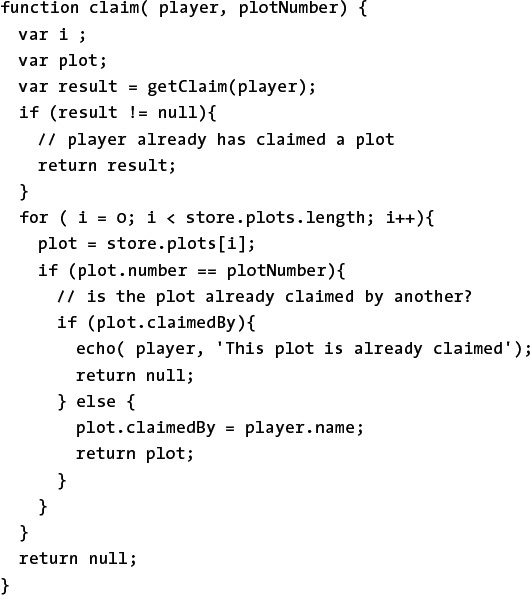 function claim( player, plotNumber) {
  var i ;
  var plot;
  var result = getClaim(player);
  if (result != null){
    // player already has claimed a plot
    return result;
  }
  for ( i = 0; i < store.plots.length; i++){
    plot = store.plots[i];
    if (plot.number == plotNumber){
      // is the plot already claimed by another?
      if (plot.claimedBy){
        echo( player, 'This plot is already claimed');
        return null;
      } else {
        plot.claimedBy = player.name;
        return plot;
      }
    }
  }
  return null;
}